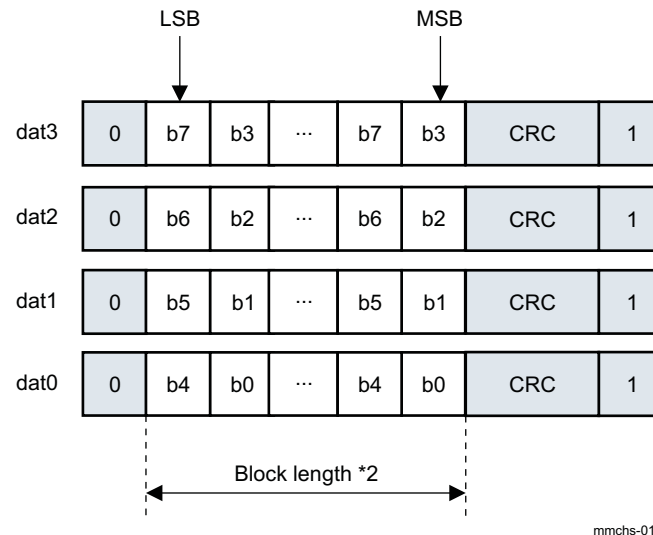 LSB MSB
dat3 0 b7 b3 ... b7 b3 CRC 1
dat2 0 b6 b2 ... b6 b2 CRC 1
dat1 0 b5 b1 ... b5 b1 CRC 1
dat0 0 b4 b0 ... b4 b0 CRC 1
Block length *2
mmchs-01